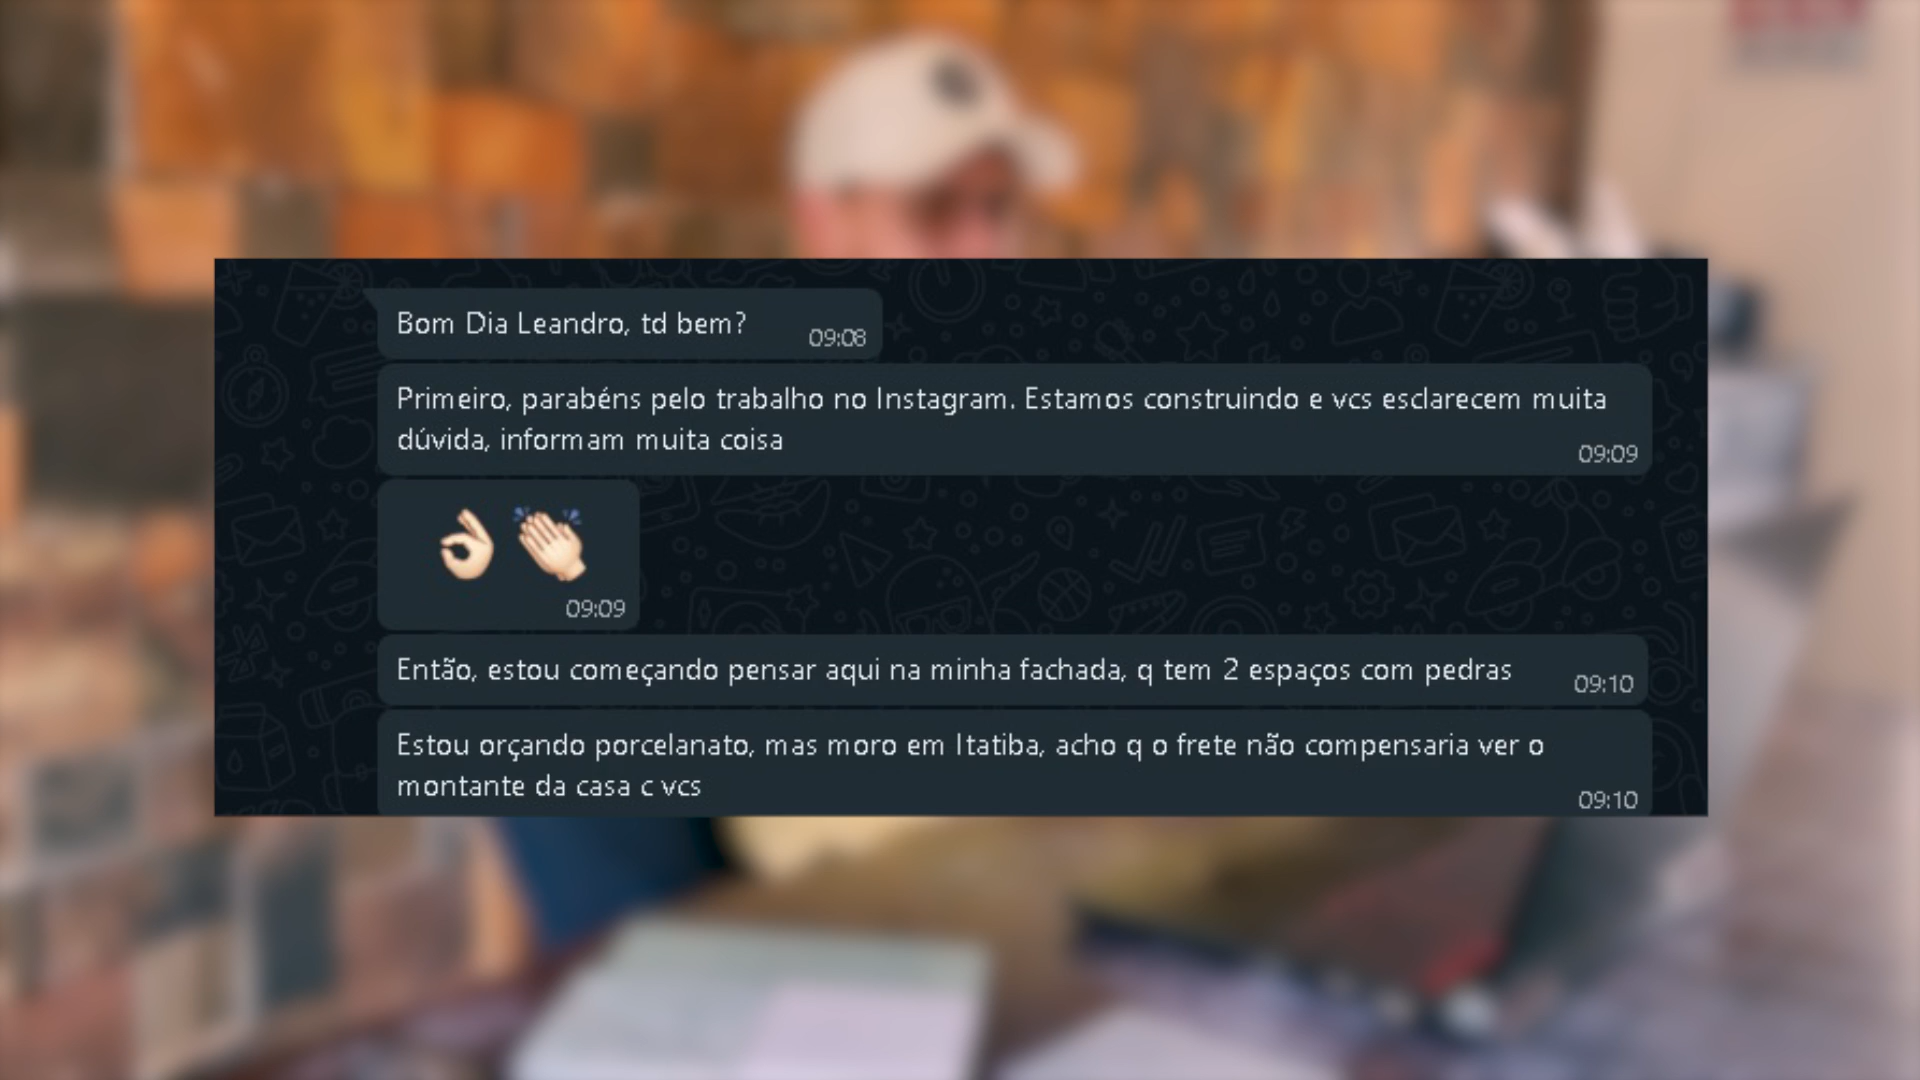 Bom Dia Leandro, td bem?
09:08
Primeiro, parabéns pelo trabalho no Instagram. Estamos construindo e vcs esclarecem muita
dúvida, informam muita coisa
09:09
👌🏻👏🏻
09:09
Então, estou começando pensar aqui na minha fachada, q tem 2 espaços com pedras
09:10
Estou orçando porcelanato, mas moro em Itatiba, acho q o frete não compensaria ver o
montante da casa c vcs
09:10